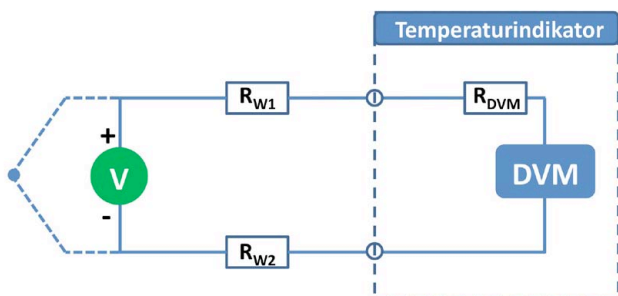 Temperaturindikator
R_W1
R_DVM
+
V
DVM
-
R_W2